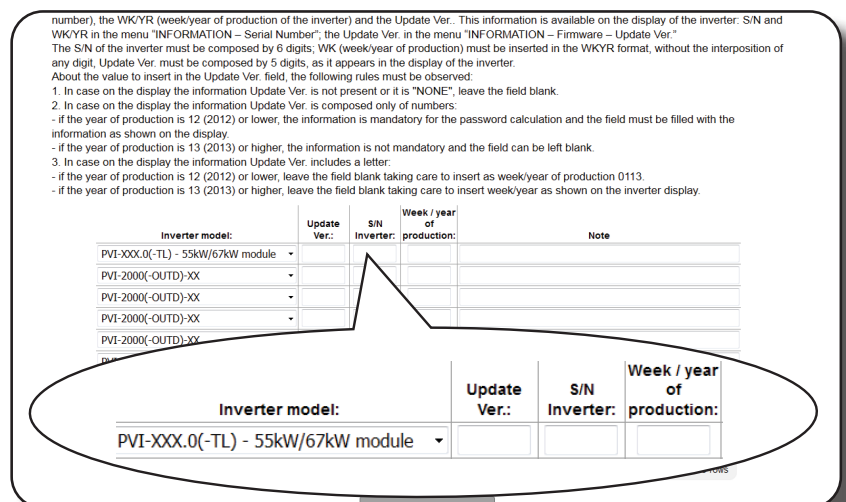 number), the WK/YR (week/year of production of the inverter) and the Update Ver.. This information is available on the display of the inverter: S/N and
WK/YR in the menu "INFORMATION – Serial Number"; the Update Ver. in the menu "INFORMATION – Firmware – Update Ver."
The S/N of the inverter must be composed by 6 digits; WK (week/year of production) must be inserted in the WKYR format, without the interposition of
any digit, Update Ver. must be composed by 5 digits, as it appears in the display of the inverter.
About the value to insert in the Update Ver. field, the following rules must be observed:
1. In case on the display the information Update Ver. is not present or it is "NONE", leave the field blank.
2. In case on the display the information Update Ver. is composed only of numbers:
- if the year of production is 12 (2012) or lower, the information is mandatory for the password calculation and the field must be filled with the
information as shown on the display.
- if the year of production is 13 (2013) or higher, the information is not mandatory and the field can be left blank.
3. In case on the display the information Update Ver. includes a letter:
- if the year of production is 12 (2012) or lower, leave the field blank taking care to insert as week/year of production 0113.
- if the year of production is 13 (2013) or higher, leave the field blank taking care to insert week/year as shown on the inverter display.
Inverter model: Update Ver.: S/N Inverter: Week / year of production: Note
PVI-XXX.0(-TL) - 55kW/67kW module
PVI-2000(-OUTD)-XX
PVI-2000(-OUTD)-XX
PVI-2000(-OUTD)-XX
PVI-2000(-OUTD)-XX
Inverter model: Update Ver.: S/N Inverter: Week / year of production:
PVI-XXX.0(-TL) - 55kW/67kW module
rows